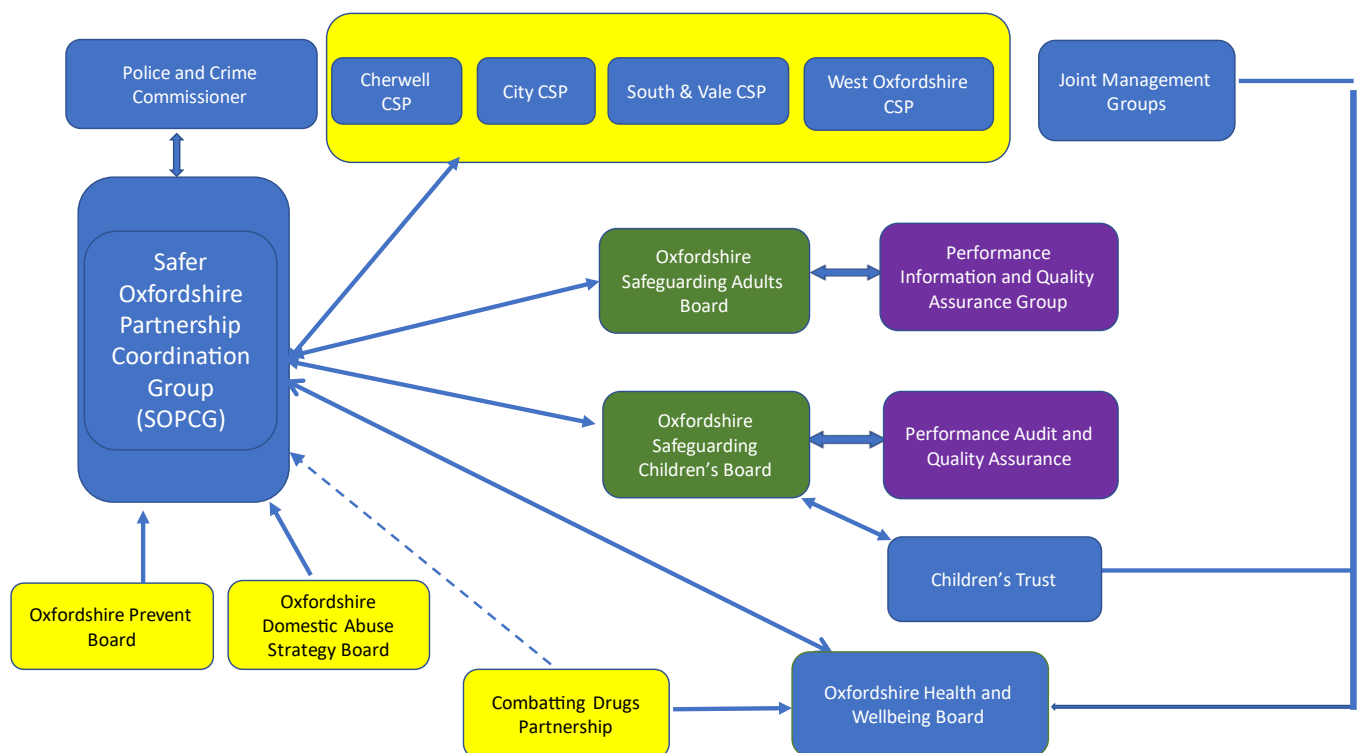 Police and Crime
Commissioner
Cherwell
CSP
City CSP
South & Vale CSP
West Oxfordshire
CSP
Joint Management
Groups
Safer
Oxfordshire
Partnership
Coordination
Group
(SOPCG)
Oxfordshire
Safeguarding Adults
Board
Performance
Information and Quality
Assurance Group
Oxfordshire
Safeguarding
Children’s Board
Performance Audit and
Quality Assurance
Children’s Trust
Oxfordshire Prevent
Board
Oxfordshire
Domestic Abuse
Strategy Board
Combatting Drugs
Partnership
Oxfordshire Health and
Wellbeing Board